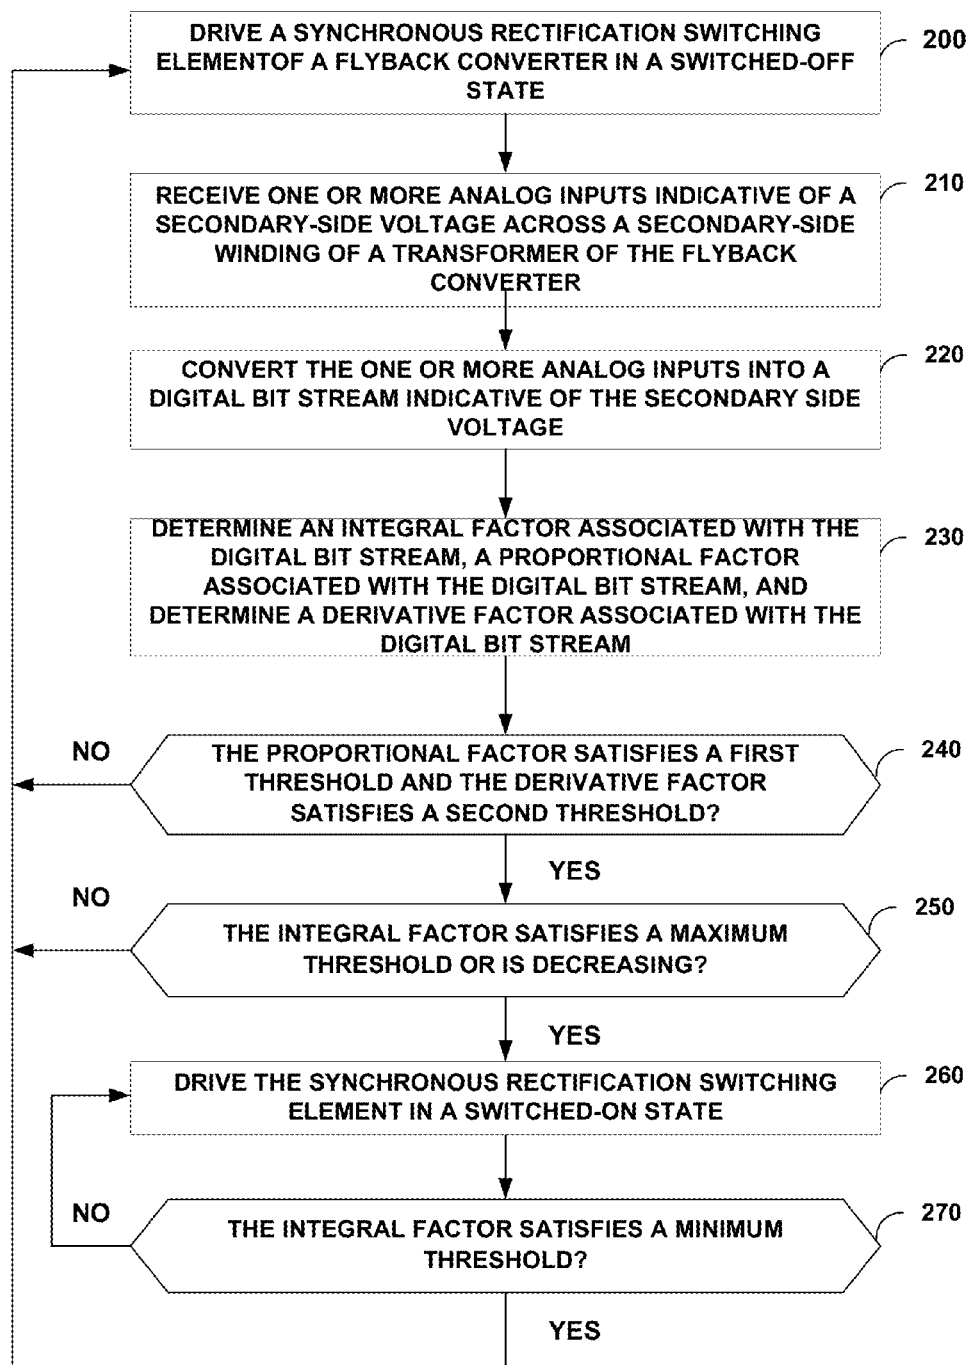 DRIVE A SYNCHRONOUS RECTIFICATION SWITCHING
ELEMENTOF A FLYBACK CONVERTER IN A SWITCHED-OFF
STATE
200
RECEIVE ONE OR MORE ANALOG INPUTS INDICATIVE OF A
SECONDARY-SIDE VOLTAGE ACROSS A SECONDARY-SIDE
WINDING OF A TRANSFORMER OF THE FLYBACK
CONVERTER
210
CONVERT THE ONE OR MORE ANALOG INPUTS INTO A
DIGITAL BIT STREAM INDICATIVE OF THE SECONDARY SIDE
VOLTAGE
220
DETERMINE AN INTEGRAL FACTOR ASSOCIATED WITH THE
DIGITAL BIT STREAM, A PROPORTIONAL FACTOR
ASSOCIATED WITH THE DIGITAL BIT STREAM, AND
DETERMINE A DERIVATIVE FACTOR ASSOCIATED WITH THE
DIGITAL BIT STREAM
230
NO
THE PROPORTIONAL FACTOR SATISFIES A FIRST
THRESHOLD AND THE DERIVATIVE FACTOR
SATISFIES A SECOND THRESHOLD?
240
YES
NO
THE INTEGRAL FACTOR SATISFIES A MAXIMUM
THRESHOLD OR IS DECREASING?
250
YES
DRIVE THE SYNCHRONOUS RECTIFICATION SWITCHING
ELEMENT IN A SWITCHED-ON STATE
260
NO
THE INTEGRAL FACTOR SATISFIES A MINIMUM
THRESHOLD?
270
YES